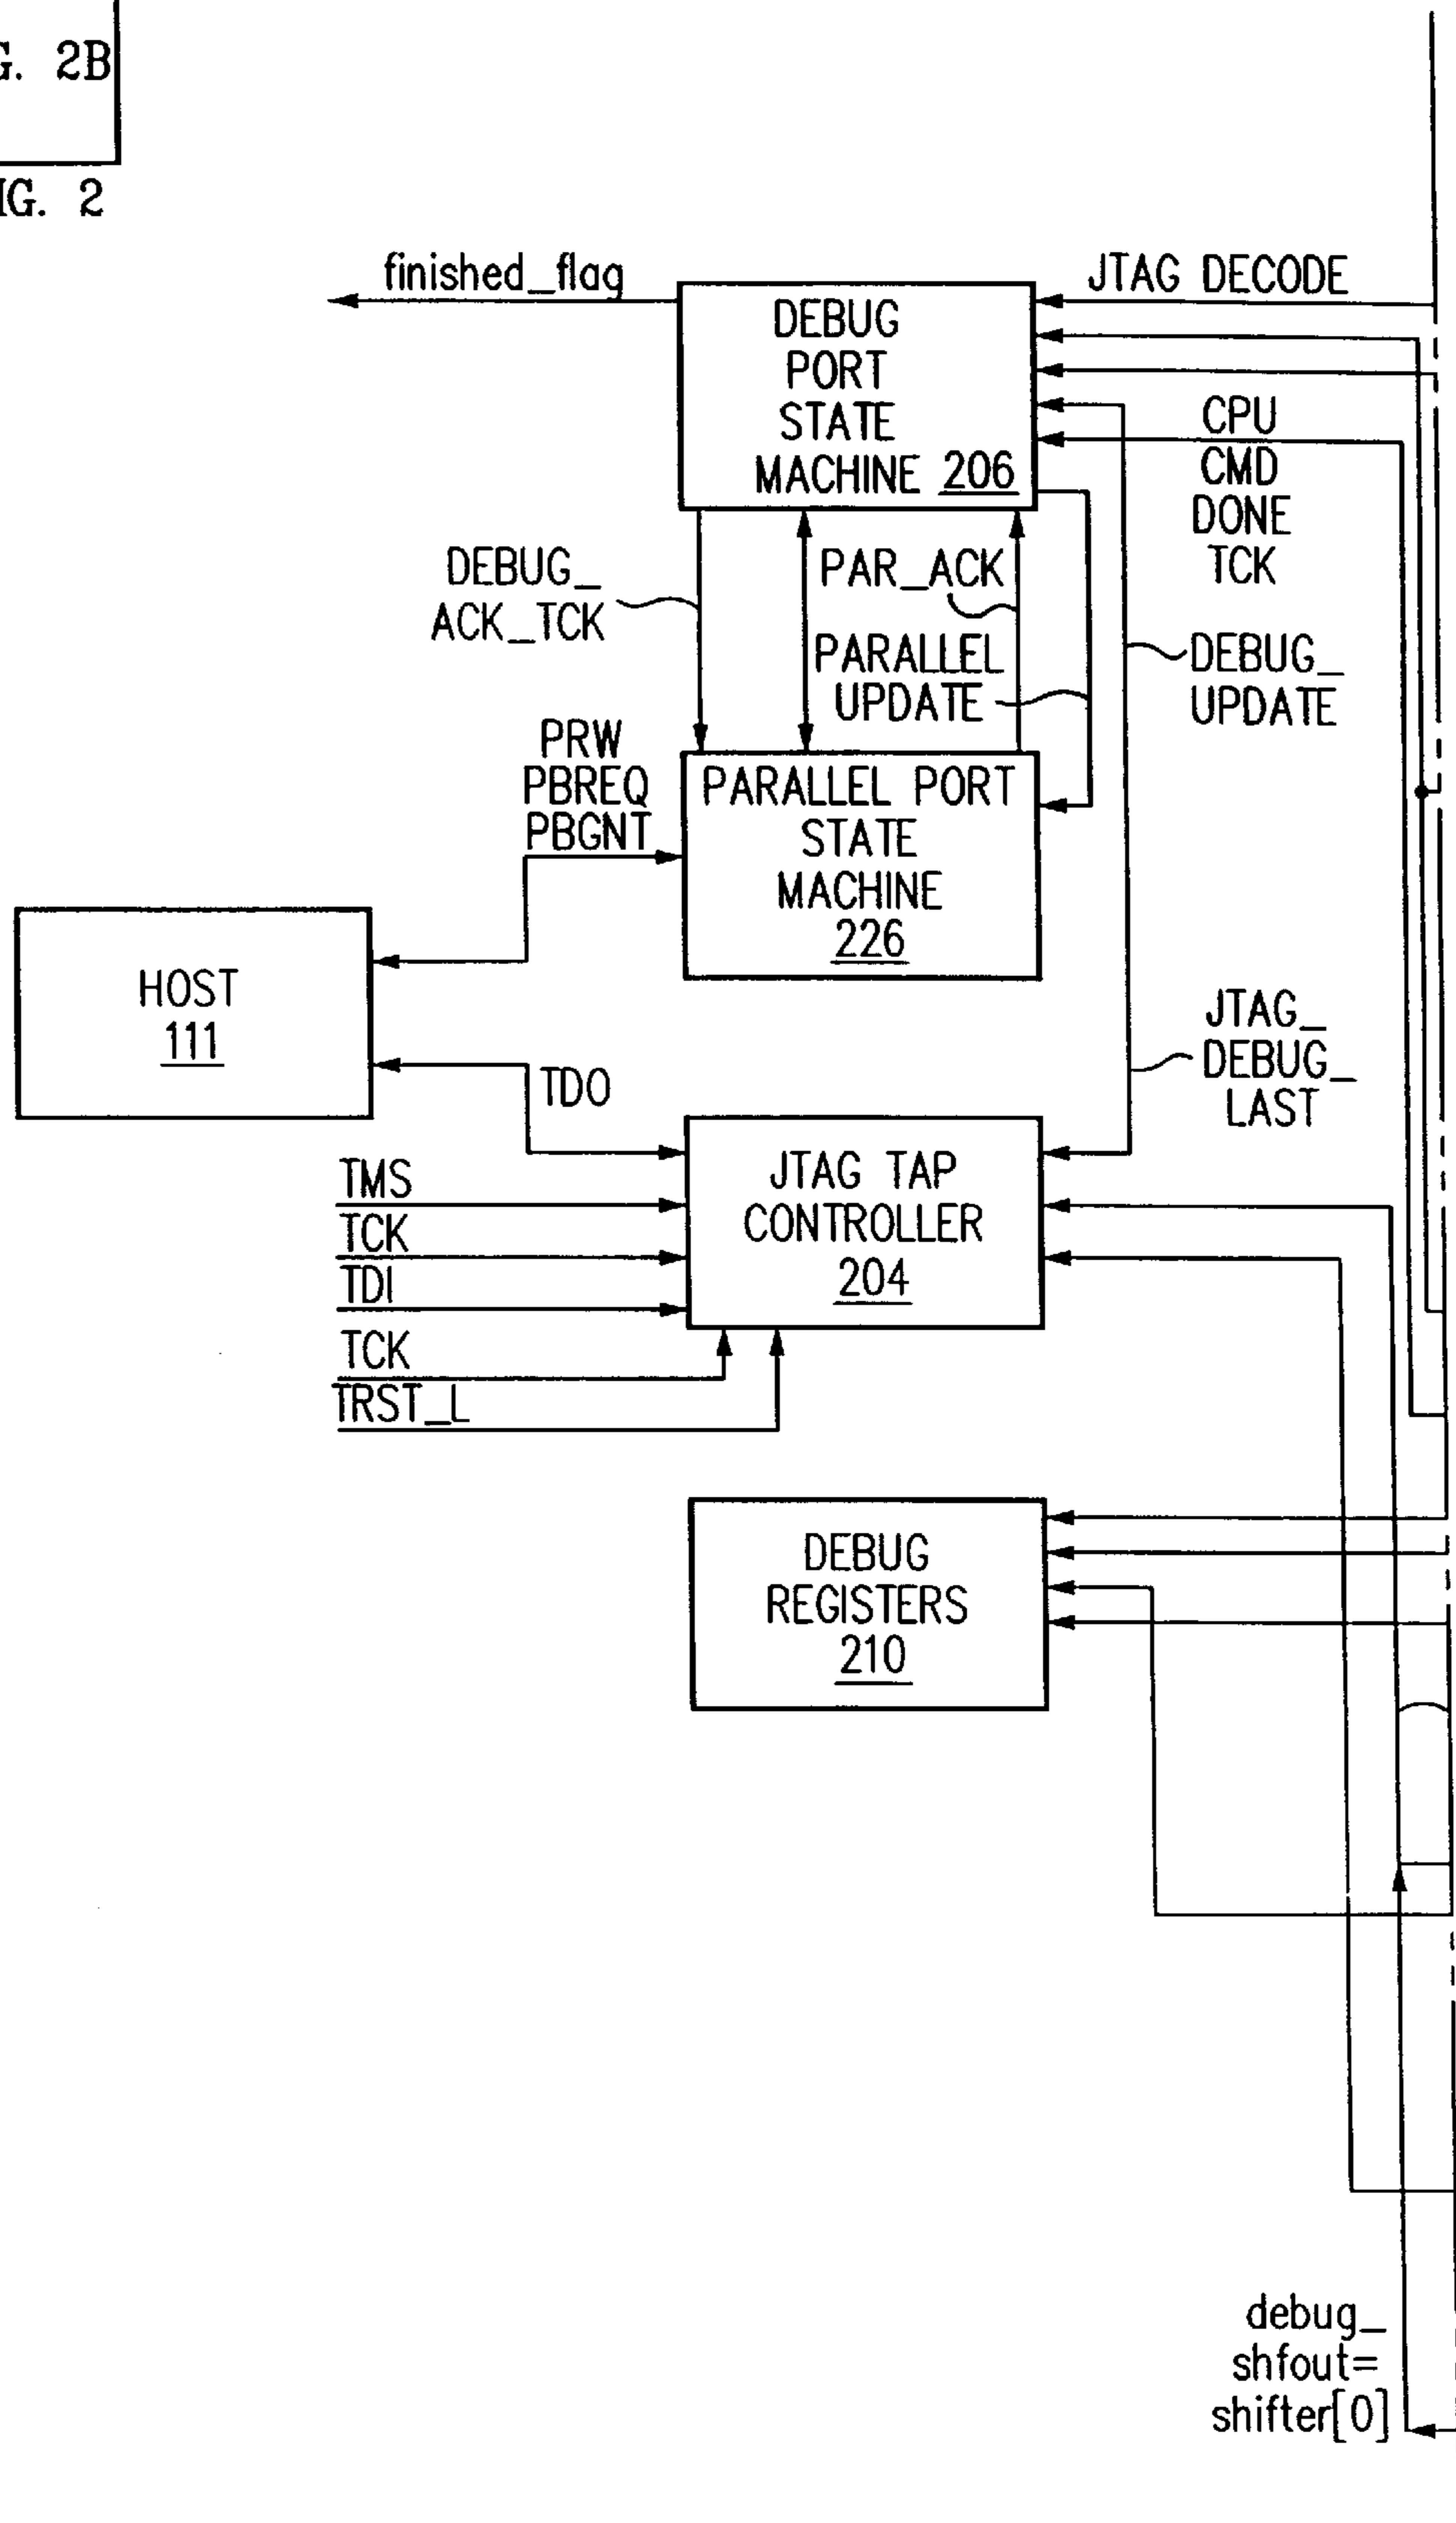 G. 2B
IG. 2
finished_flag
JTAG DECODE
DEBUG
PORT
STATE
MACHINE 206
CPU
CMD
DONE
TCK
DEBUG_
ACK_TCK
PAR_ACK
PARALLEL
UPDATE
DEBUG_
UPDATE
PRW
PBREQ
PBGNT
PARALLEL PORT
STATE
MACHINE
226
HOST
111
JTAG_
DEBUG_
LAST
TDO
JTAG TAP
CONTROLLER
204
TMS
TCK
TDI
TCK
TRST_L
DEBUG
REGISTERS
210
debug_
shfout=
shifter[0]